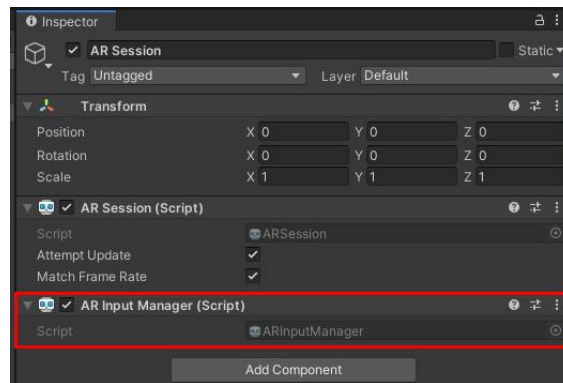 Inspector
AR Session Static
Tag Untagged Layer Default
Transform
Position X 0 Y 0 Z 0
Rotation X 0 Y 0 Z 0
Scale X 1 Y 1 Z 1
AR Session (Script)
Script ARSession
Attempt Update
Match Frame Rate
AR Input Manager (Script)
Script ARInputManager
Add Component